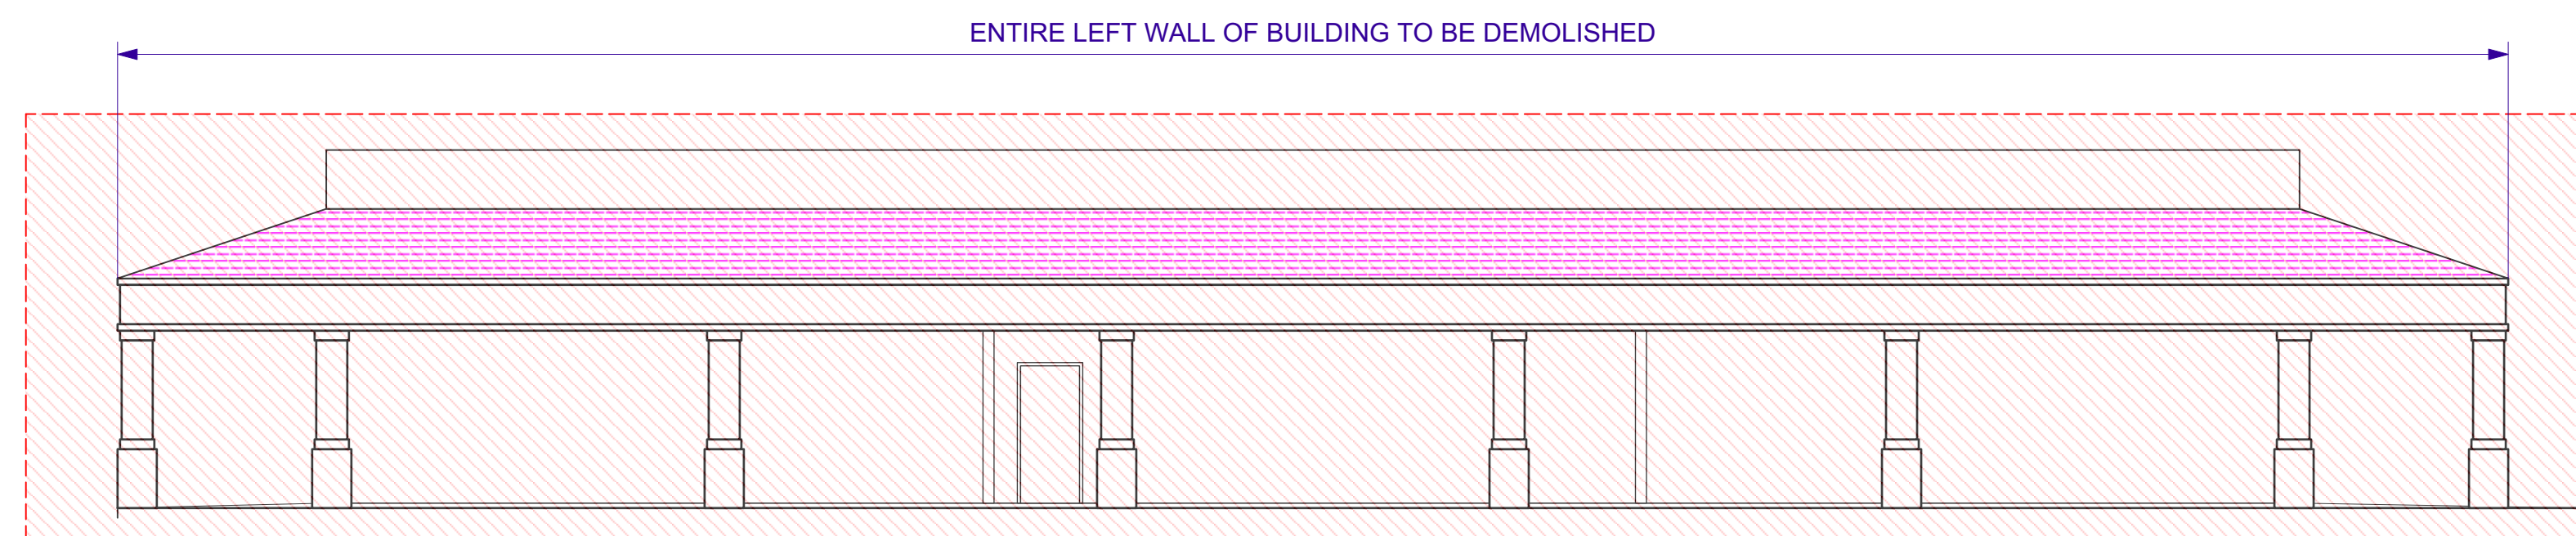 ENTIRE LEFT WALL OF BUILDING TO BE DEMOLISHED